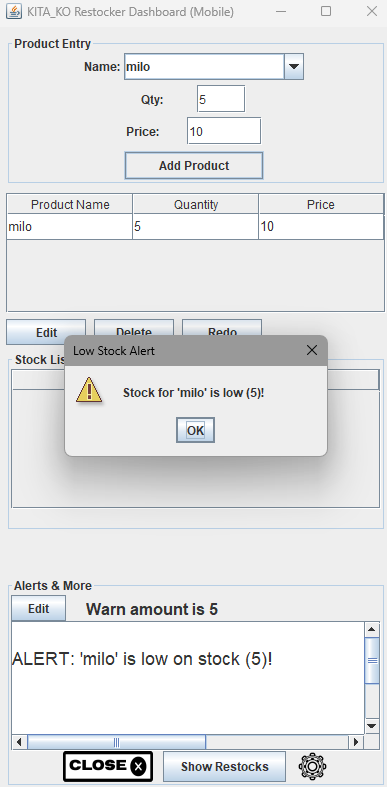 KITA_KO Restocker Dashboard (Mobile)
Product Entry
Name: milo
Qty: 5
Price: 10
Add Product
Product Name Quantity Price
milo 5 10
Edit Delete Redo
Low Stock Alert
Stock for 'milo' is low (5)!
OK
Stock Lis
Alerts & More
Edit Warn amount is 5
ALERT: 'milo' is low on stock (5)!
CLOSE X Show Restocks